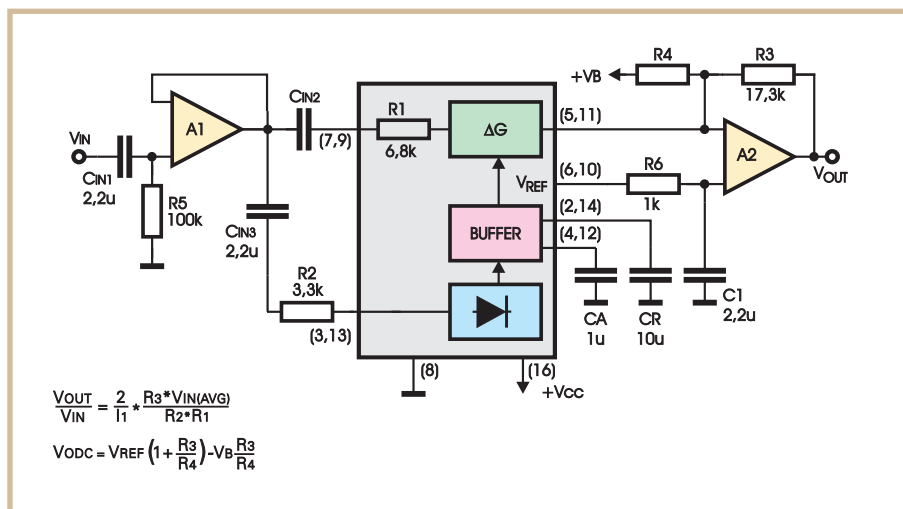 R4
R3
+VB
17,3k
CIN2
R1
(5,11)
A1
ΔG
(7,9)
6,8k
A2
VIN
(6,10)
R6
VOUT
CIN1
2,2u
VREF
1k
R5
100k
(2,14)
CIN3
2,2u
BUFFER
(4,12)
R2
3,3k
C1
2,2u
CA
1u
CR
10u
(3,13)
(8)
(16)
+VCC
VOUT/VIN = 2/I1 * R3*VIN(AVG)/R2*R1
VODC = VREF (1+R3/R4)-VB R3/R4